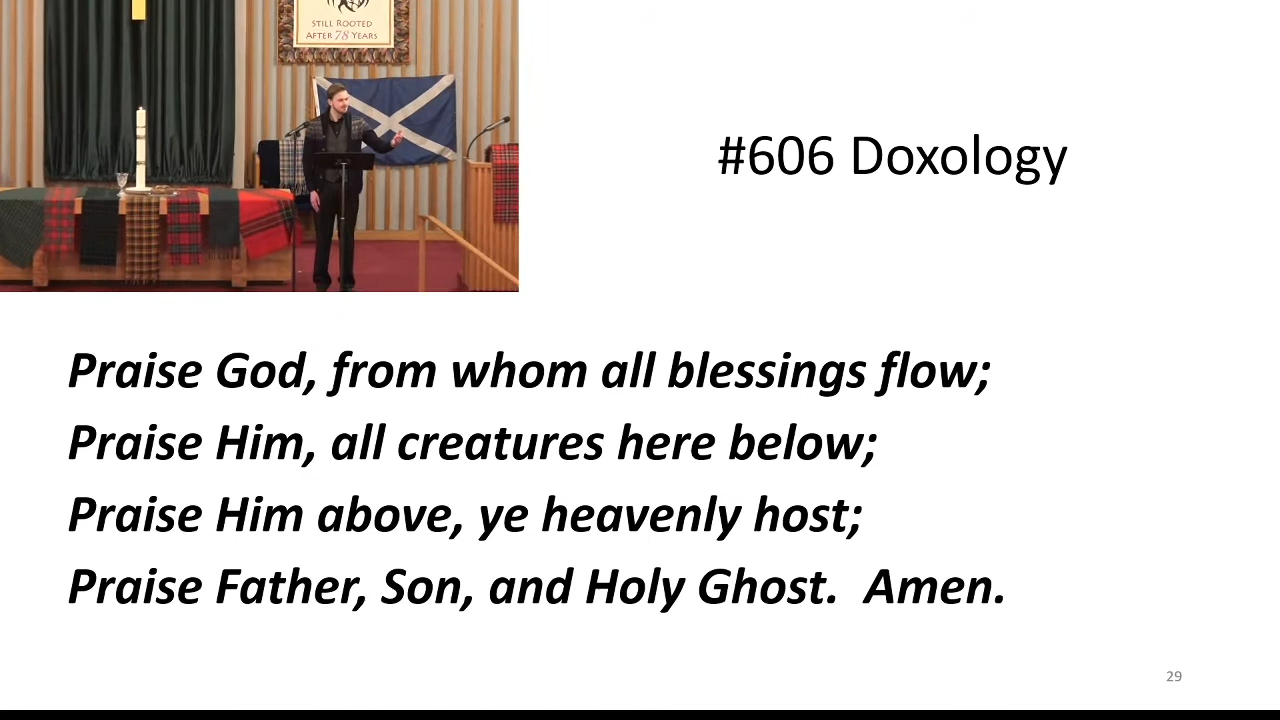 STILL ROOTED
AFTER 78 YEARS
#606 Doxology
Praise God, from whom all blessings flow;
Praise Him, all creatures here below;
Praise Him above, ye heavenly host;
Praise Father, Son, and Holy Ghost. Amen.
29